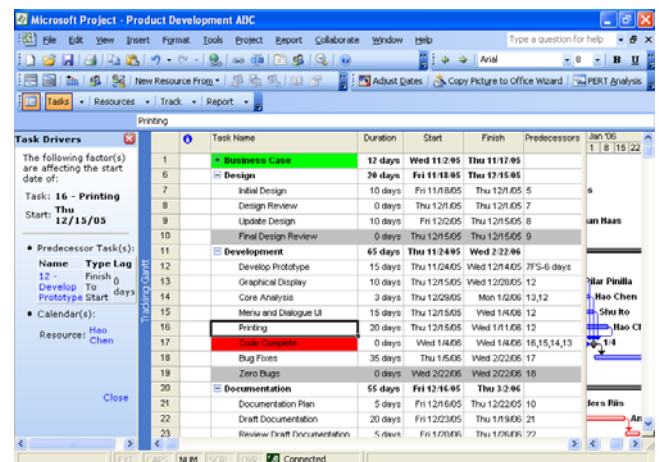 Microsoft Project - Product Development ABC
File Edit View Insert Format Tools Project Report Collaborate Window Help Type a question for help
Arial 8 B U
New Resource From Adjust Dates Copy Picture to Office Wizard PERT Analysis
Tasks Resources Track Report
Printing
Task Drivers
The following factor(s)
are affecting the start
date of:
Task: 16 - Printing
Start: Thu
12/15/05
Predecessor Task(s):
Name Type Lag
12 - Develop Prototype Finish To Start 0 days
Calendar(s):
Resource: Hao Chen
Close
Tracking Gantt
Task Name Duration Start Finish Predecessors Jan '06
1 8 15 22
1 Business Case 12 days Wed 11/2/05 Thu 11/17/05
6 Design 20 days Fri 11/18/05 Thu 12/15/05
7 Initial Design 10 days Fri 11/18/05 Thu 12/1/05 5
8 Design Review 0 days Thu 12/1/05 Thu 12/1/05 7
9 Update Design 10 days Fri 12/2/05 Thu 12/15/05 8 an Haas
10 Final Design Review 0 days Thu 12/15/05 Thu 12/15/05 9
11 Development 65 days Thu 11/24/05 Wed 2/22/06
12 Develop Prototype 15 days Thu 11/24/05 Wed 12/14/05 7FS-6 days
13 Graphical Display 10 days Thu 12/15/05 Wed 12/28/05 12 Pilar Pinilla
14 Core Analysis 3 days Thu 12/29/05 Mon 1/2/06 13,12 Hao Chen
15 Menu and Dialogue UI 15 days Thu 12/15/05 Wed 1/4/06 12 Shu Ito
16 Printing 20 days Thu 12/15/05 Wed 1/11/06 12 Hao Cl
17 Code Complete 0 days Wed 1/4/06 Wed 1/4/06 16,15,14,13 1/4
18 Bug Fixes 35 days Thu 1/5/06 Wed 2/22/06 17
19 Zero Bugs 0 days Wed 2/22/06 Wed 2/22/06 18
20 Documentation 55 days Fri 12/16/05 Thu 3/2/06
21 Documentation Plan 5 days Fri 12/16/05 Thu 12/22/05 10 ders Riis
22 Draft Documentation 20 days Fri 12/23/05 Thu 1/19/06 21 An
23 Review Draft Documentation 5 days Fri 1/20/06 Thu 1/26/06 22
EXT CAPS NUM SCRL OVR Connected